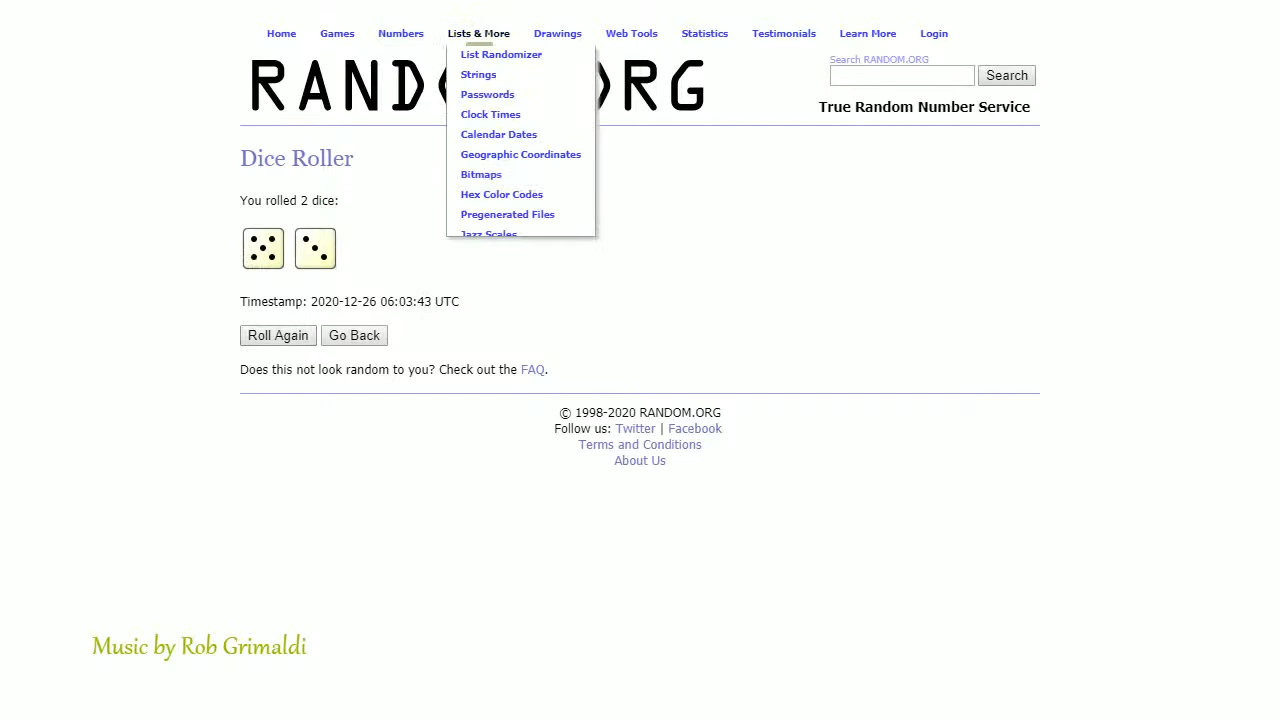 Home Games Numbers Lists & More Drawings Web Tools Statistics Testimonials Learn More Login
List Randomizer
Strings
Passwords
Clock Times
Calendar Dates
Geographic Coordinates
Bitmaps
Hex Color Codes
Pregenerated Files
Jazz Scales
Search RANDOM.ORG
Search
True Random Number Service
Dice Roller
You rolled 2 dice:
Timestamp: 2020-12-26 06:03:43 UTC
Roll Again Go Back
Does this not look random to you? Check out the FAQ.
© 1998-2020 RANDOM.ORG
Follow us: Twitter | Facebook
Terms and Conditions
About Us
Music by Rob Grimaldi